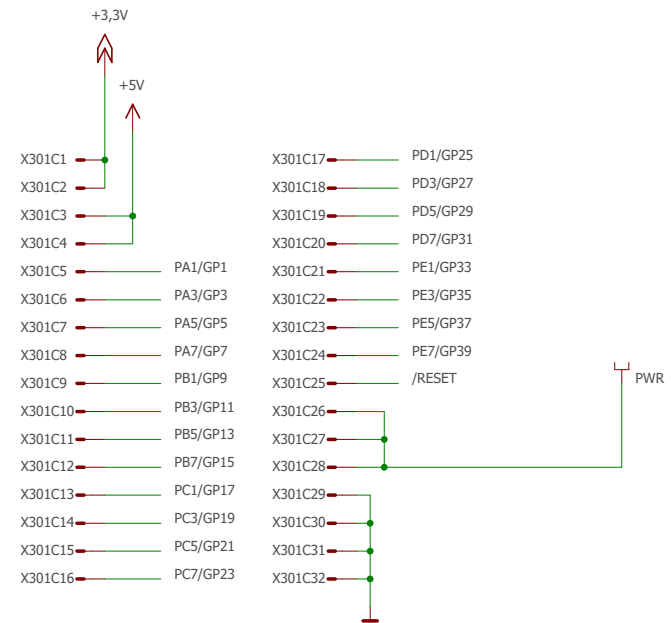 +3,3V
+5V
X301C1
X301C2
X301C3
X301C4
X301C5 PA1/GP1
X301C6 PA3/GP3
X301C7 PA5/GP5
X301C8 PA7/GP7
X301C9 PB1/GP9
X301C10 PB3/GP11
X301C11 PB5/GP13
X301C12 PB7/GP15
X301C13 PC1/GP17
X301C14 PC3/GP19
X301C15 PC5/GP21
X301C16 PC7/GP23
X301C17 PD1/GP25
X301C18 PD3/GP27
X301C19 PD5/GP29
X301C20 PD7/GP31
X301C21 PE1/GP33
X301C22 PE3/GP35
X301C23 PE5/GP37
X301C24 PE7/GP39
X301C25 /RESET
X301C26
X301C27
X301C28
X301C29
X301C30
X301C31
X301C32
PWR